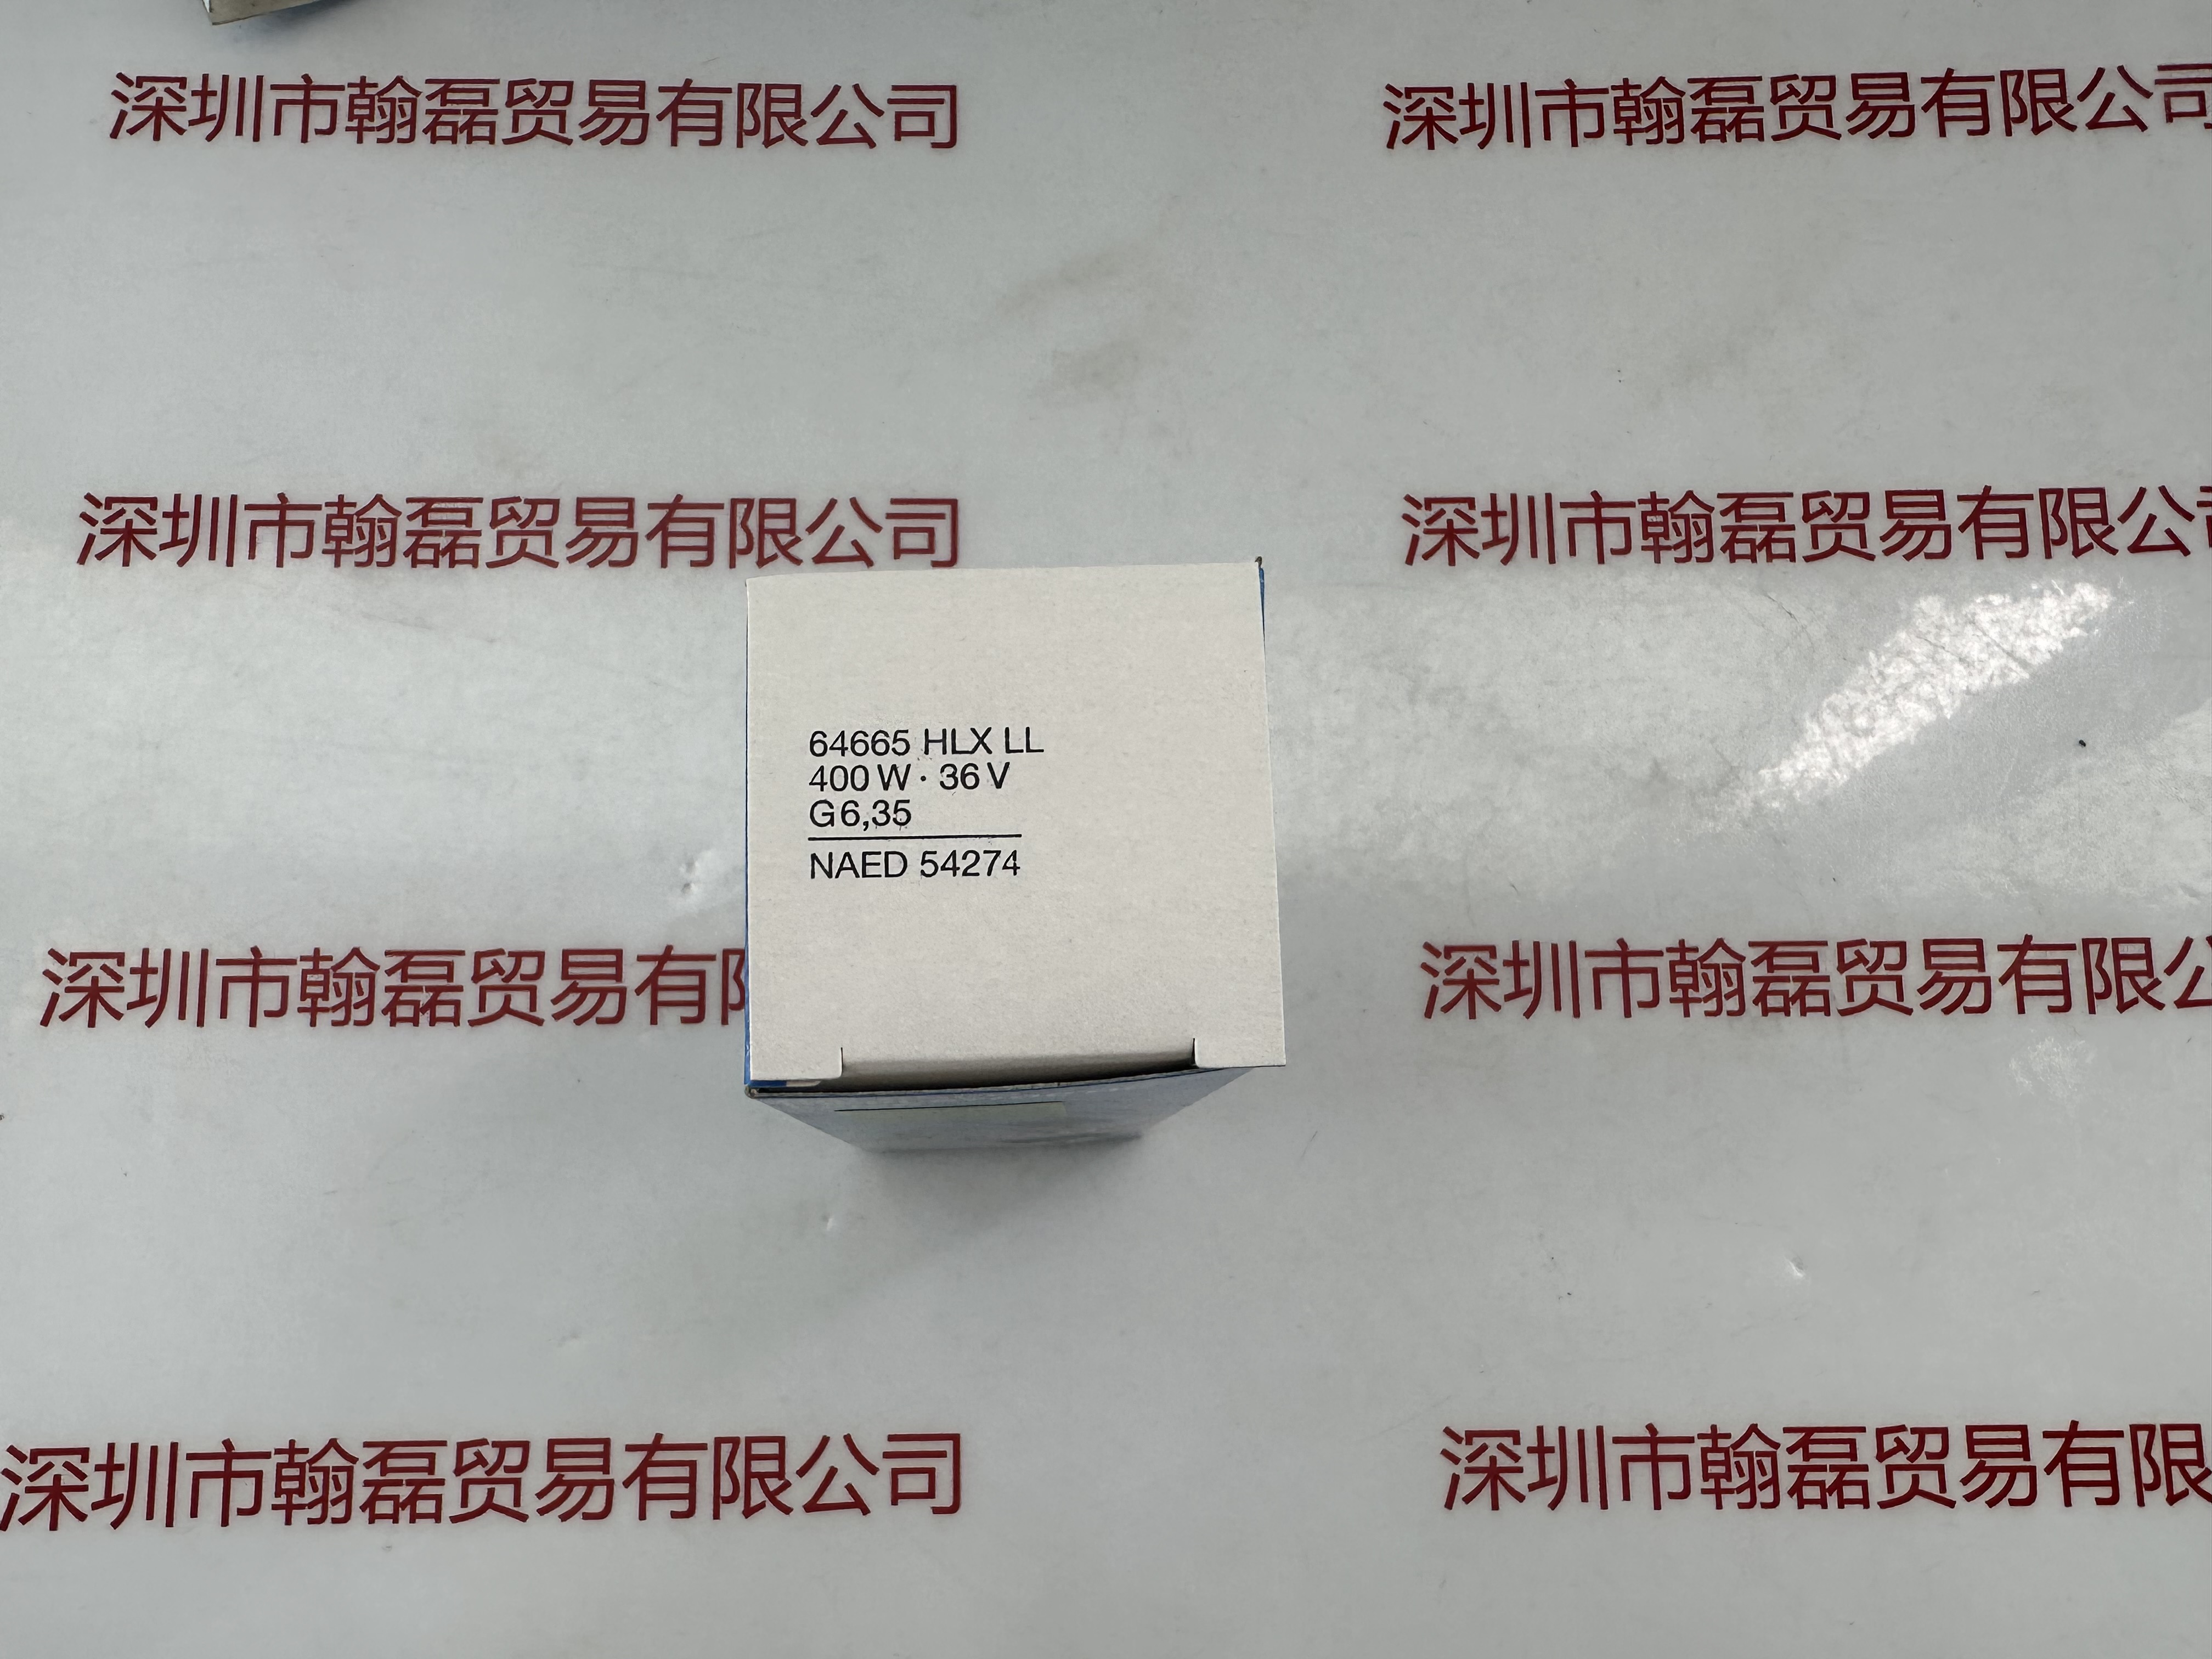 深圳市翰磊贸易有限公司
深圳市翰磊贸易有限公司
深圳市翰磊贸易有限公司
深圳市翰磊贸易有限公
64665 HLX LL
400 W · 36 V
G 6,35
NAED 54274
深圳市翰磊贸易有
深圳市翰磊贸易有限公
深圳市翰磊贸易有限公司
深圳市翰磊贸易有限